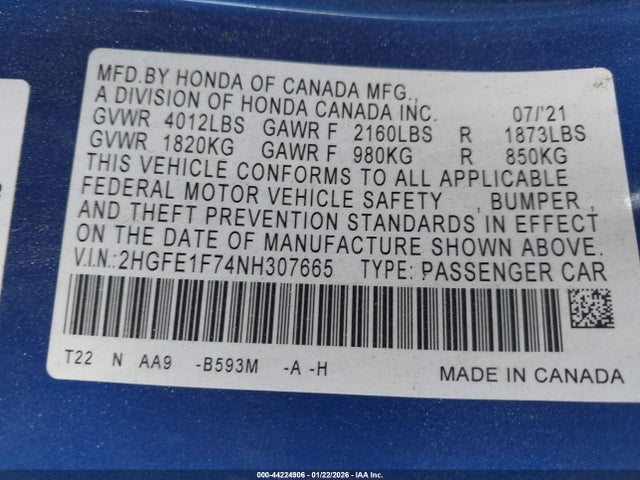 MFD.BY HONDA OF CANADA MFG.,
A DIVISION OF HONDA CANADA INC. 07/'21
GVWR 4012LBS GAWR F 2160LBS R 1873LBS
GVWR 1820KG GAWR F 980KG R 850KG
THIS VEHICLE CONFORMS TO ALL APPLICABLE
FEDERAL MOTOR VEHICLE SAFETY , BUMPER ,
AND THEFT PREVENTION STANDARDS IN EFFECT
ON THE DATE OF MANUFACTURE SHOWN ABOVE.
V.I.N.:2HGFE1F74NH307665 TYPE: PASSENGER CAR
T22 N AA9 -B593M -A -H
MADE IN CANADA
000-44224906 - 01/22/2026 - IAA Inc.